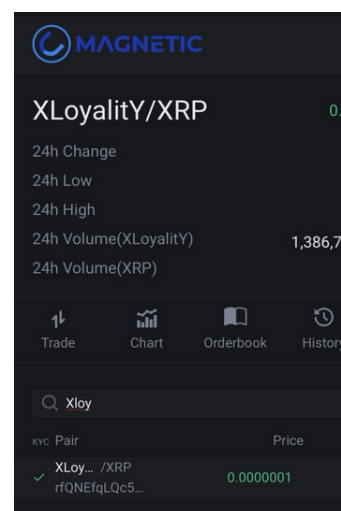 MAGNETIC
XLoyalitY/XRP 0.
24h Change
24h Low
24h High
24h Volume(XLoyalitY) 1,386,7
24h Volume(XRP)
Trade Chart Orderbook History
Xloy
KYC Pair Price
XLoy... /XRP 0.0000001
rfQNEfqLQc5...